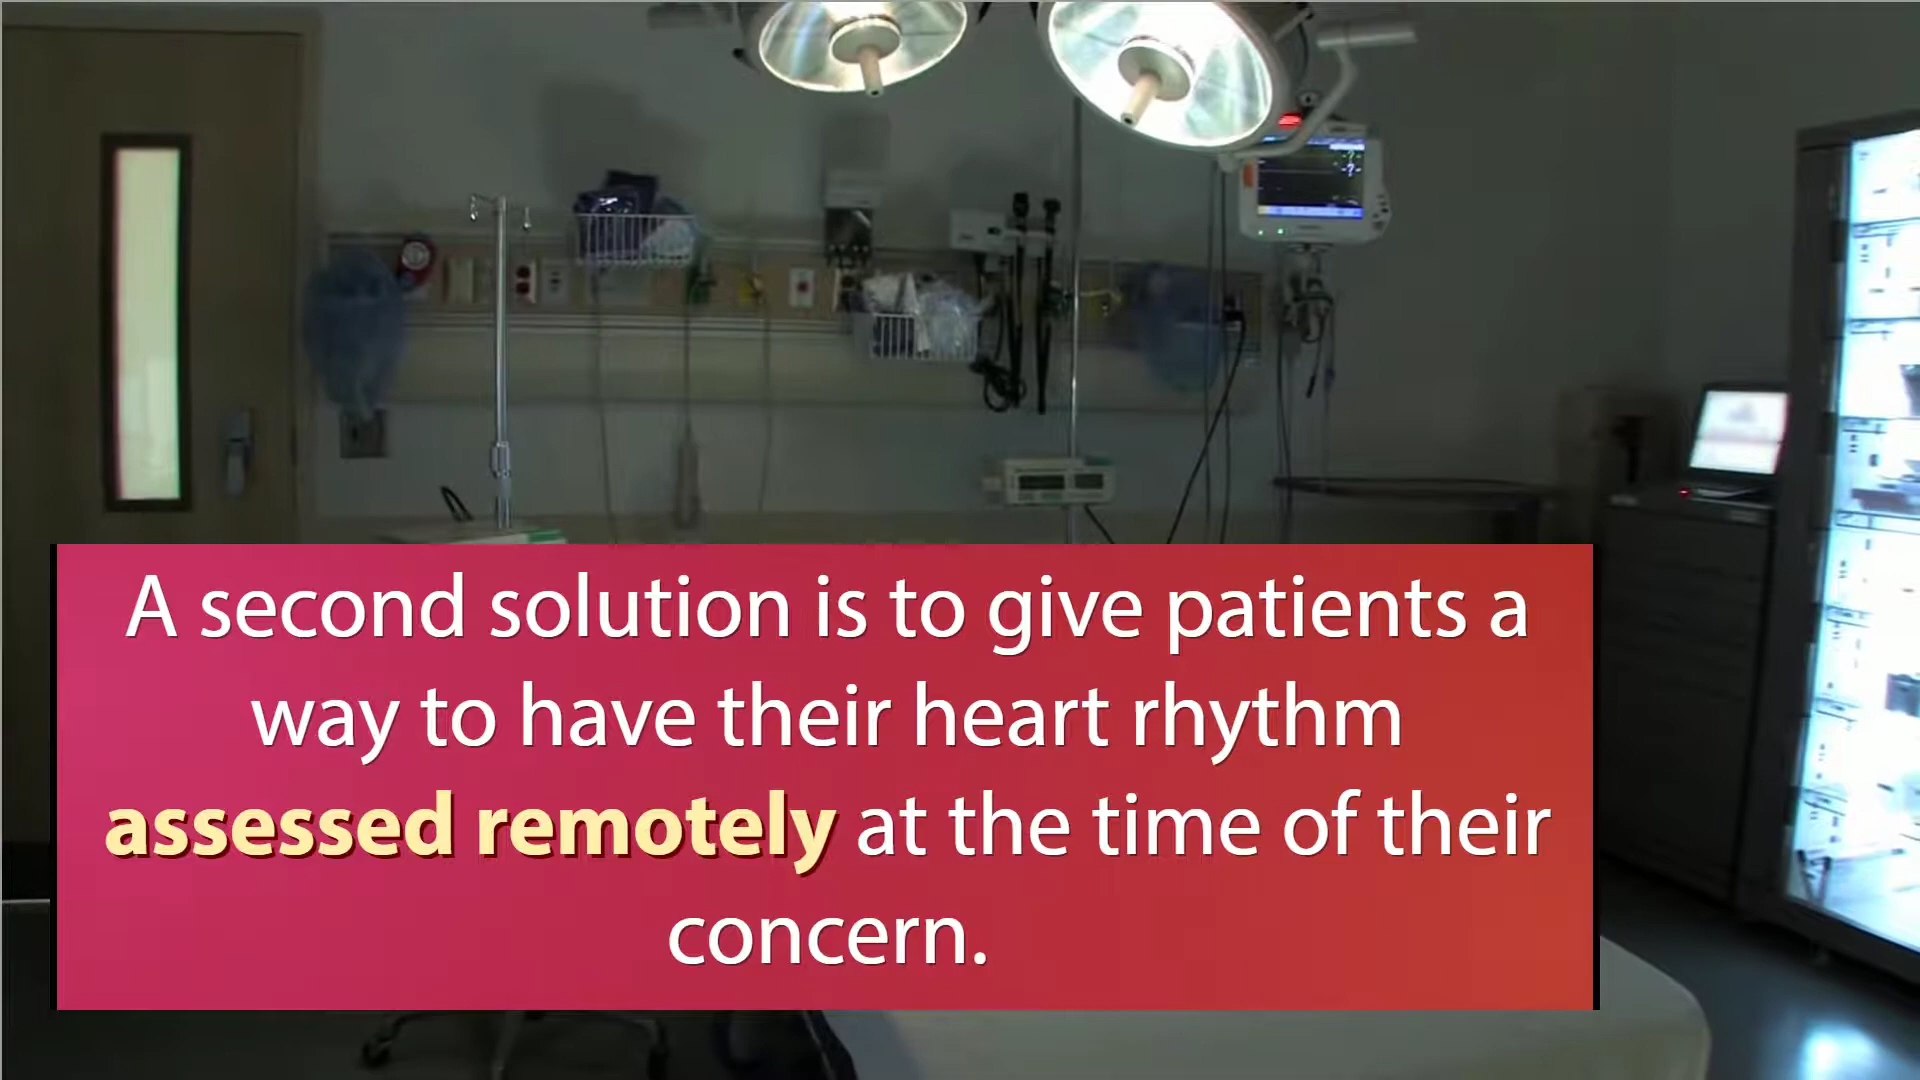 A second solution is to give patients a
way to have their heart rhythm
assessed remotely at the time of their
concern.